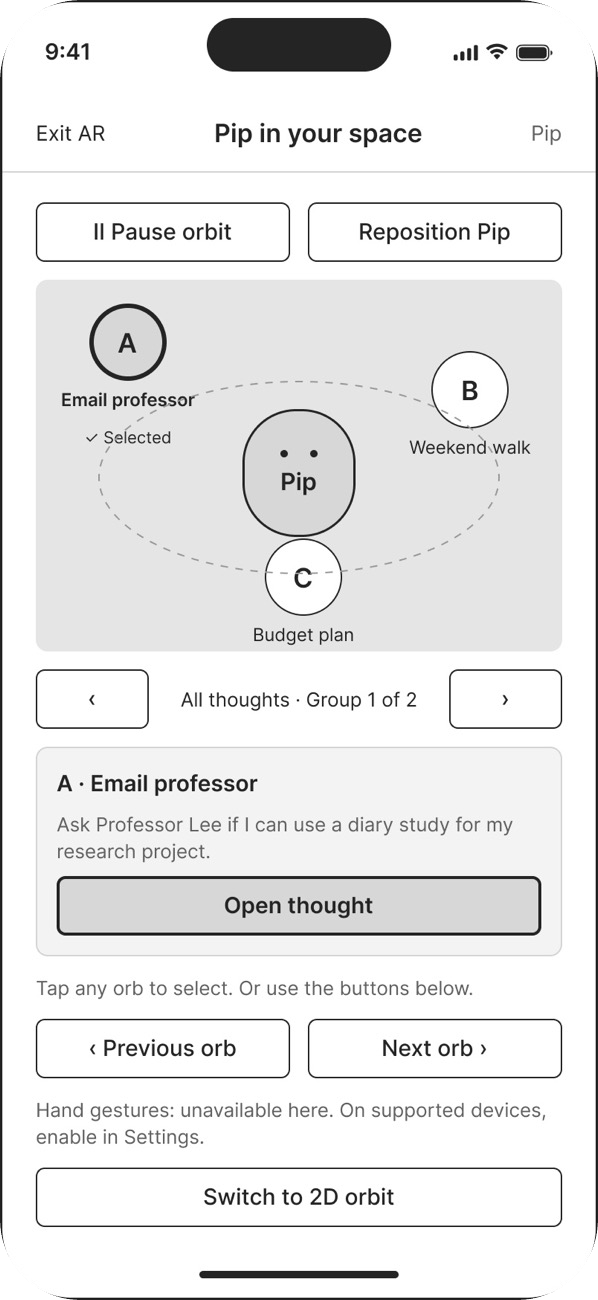 9:41
Exit AR
Pip in your space
Pip
II Pause orbit
Reposition Pip
A
Email professor
✓ Selected
B
Weekend walk
Pip
C
Budget plan
‹
All thoughts · Group 1 of 2
›
A · Email professor
Ask Professor Lee if I can use a diary study for my
research project.
Open thought
Tap any orb to select. Or use the buttons below.
‹ Previous orb
Next orb ›
Hand gestures: unavailable here. On supported devices,
enable in Settings.
Switch to 2D orbit